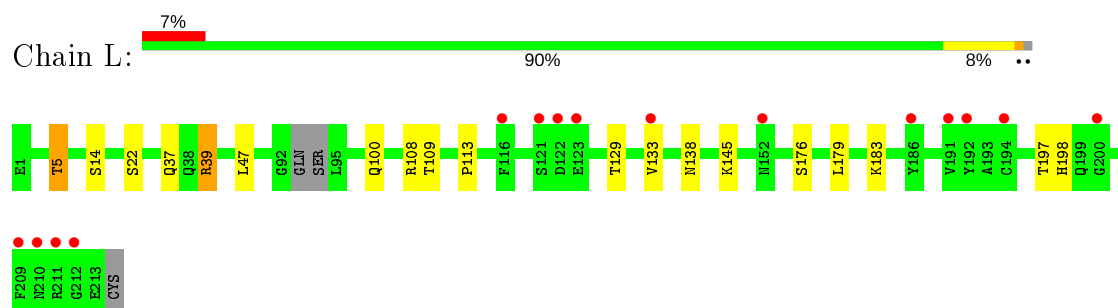 7%
Chain L:
90% 8% ••
E1 T5 S14 S22 Q37 Q38 R39 L47 G92 GLN SER L95 Q100 R108 T109 P113 F116 S121 D122 E123 T129 V133 N138 K145 N152 S176 L179 K183 Y186 V191 Y192 A193 C194 T197 H198 Q199 G200
F209 N210 R211 G212 E213 CYS